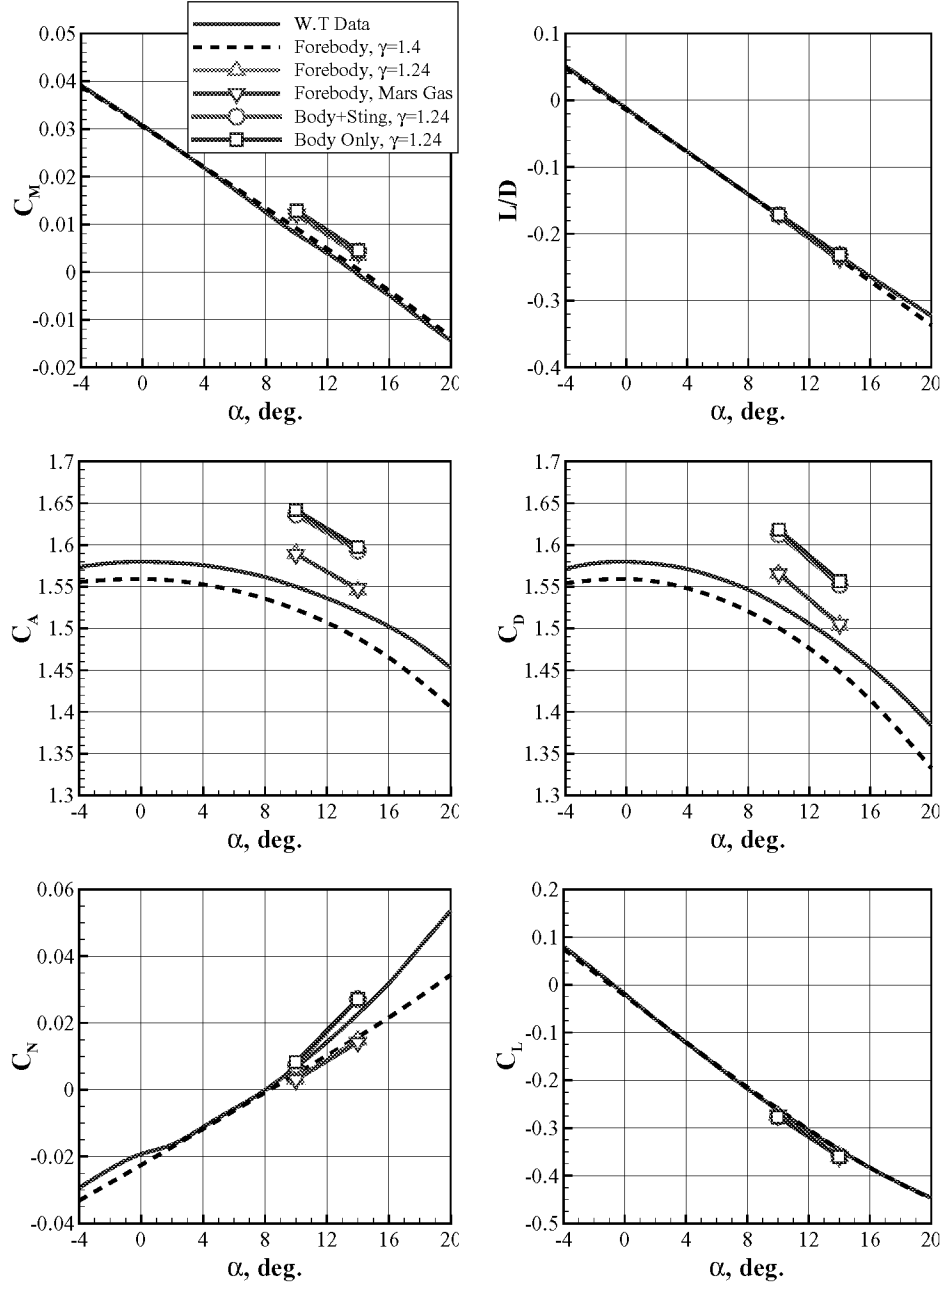 W.T Data
Forebody, γ=1.4
Forebody, γ=1.24
Forebody, Mars Gas
Body+Sting, γ=1.24
Body Only, γ=1.24
0.05
0.04
0.03
0.02
0.01
0
-0.01
-0.02
C_M
-4 0 4 8 12 16 20
α, deg.
0.1
0
-0.1
-0.2
-0.3
-0.4
L/D
-4 0 4 8 12 16 20
α, deg.
1.7
1.65
1.6
1.55
1.5
1.45
1.4
1.35
1.3
C_A
-4 0 4 8 12 16 20
α, deg.
1.7
1.65
1.6
1.55
1.5
1.45
1.4
1.35
1.3
C_D
-4 0 4 8 12 16 20
α, deg.
0.06
0.04
0.02
0
-0.02
-0.04
C_N
-4 0 4 8 12 16 20
α, deg.
0.2
0.1
0
-0.1
-0.2
-0.3
-0.4
-0.5
C_L
-4 0 4 8 12 16 20
α, deg.